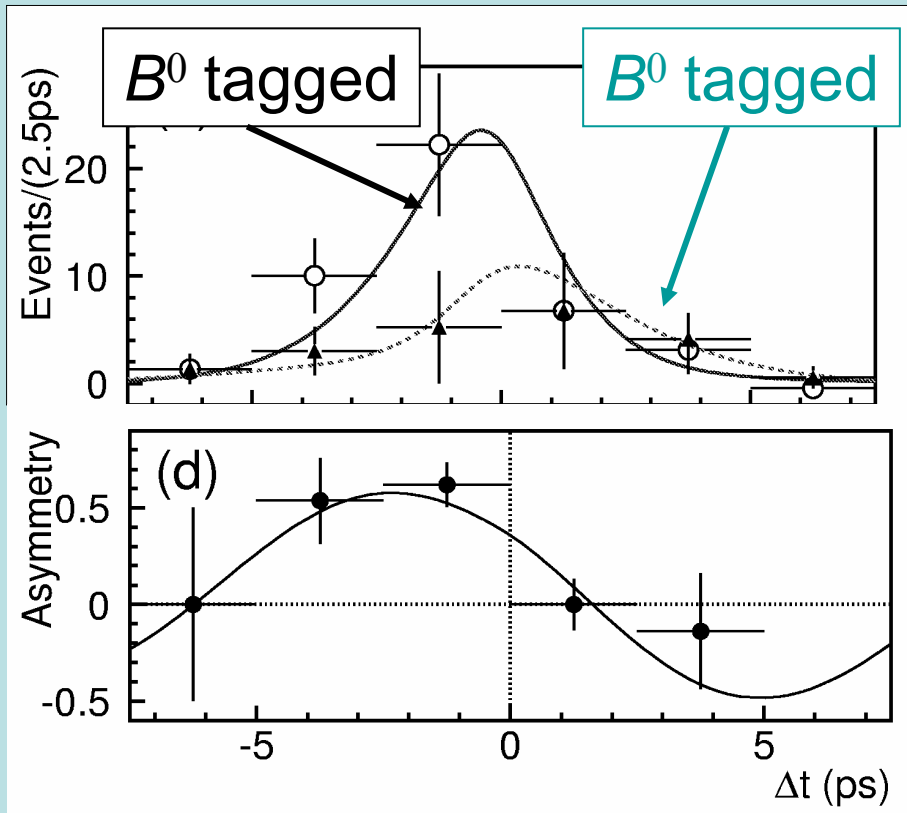 B⁰ tagged
B⁰ tagged
Events/(2.5ps)
20
10
0
Asymmetry
(d)
0.5
0
-0.5
-5
0
5
Δt (ps)